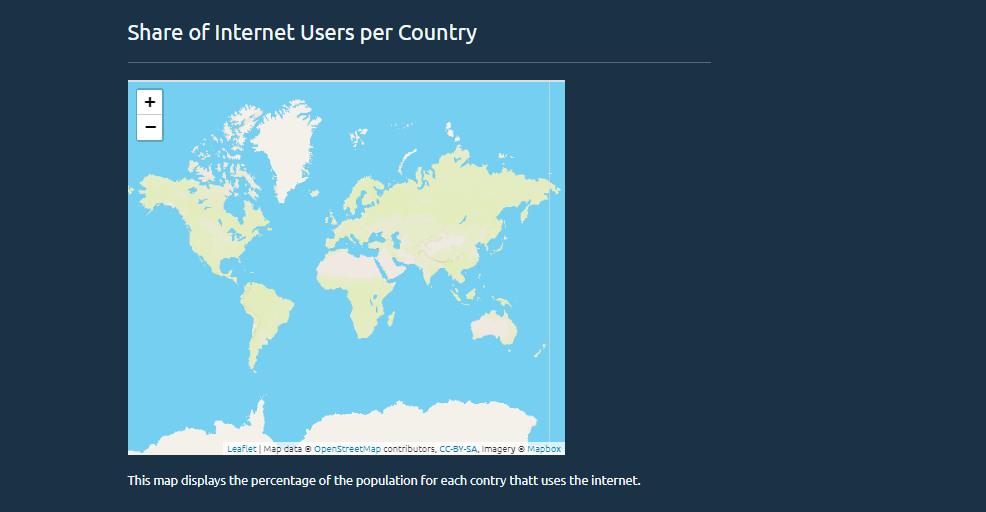 Share of Internet Users per Country
+
−
Leaflet | Map data © OpenStreetMap contributors, CC-BY-SA, Imagery © Mapbox
This map displays the percentage of the population for each contry thatt uses the internet.